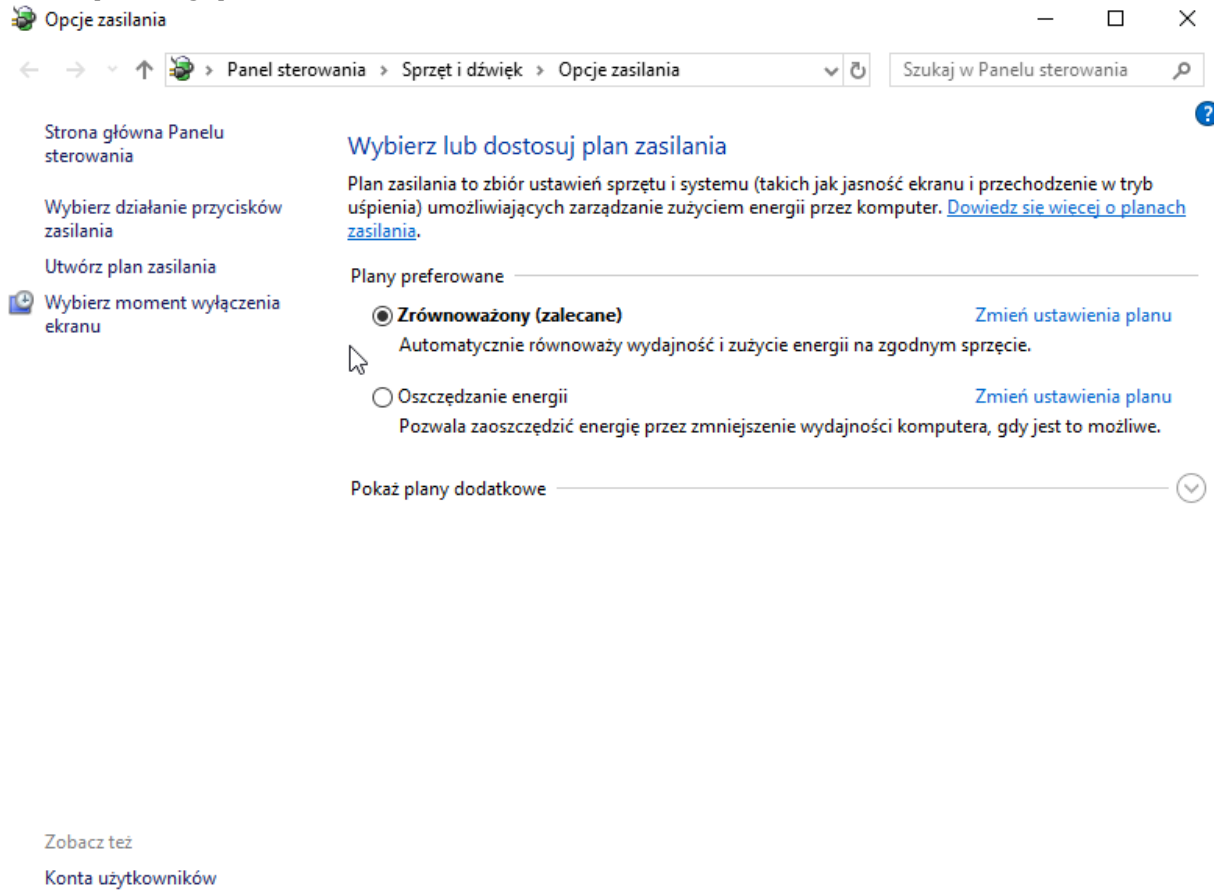 Opcje zasilania
Panel sterowania > Sprzęt i dźwięk > Opcje zasilania
Szukaj w Panelu sterowania
?
Strona główna Panelu
sterowania
Wybierz działanie przycisków
zasilania
Utwórz plan zasilania
Wybierz moment wyłączenia
ekranu
Wybierz lub dostosuj plan zasilania
Plan zasilania to zbiór ustawień sprzętu i systemu (takich jak jasność ekranu i przechodzenie w tryb
uśpienia) umożliwiających zarządzanie zużyciem energii przez komputer. Dowiedz się więcej o planach
zasilania.
Plany preferowane
Zrównoważony (zalecane) Zmień ustawienia planu
Automatycznie równoważy wydajność i zużycie energii na zgodnym sprzęcie.
Oszczędzanie energii Zmień ustawienia planu
Pozwala zaoszczędzić energię przez zmniejszenie wydajności komputera, gdy jest to możliwe.
Pokaż plany dodatkowe
Zobacz też
Konta użytkowników